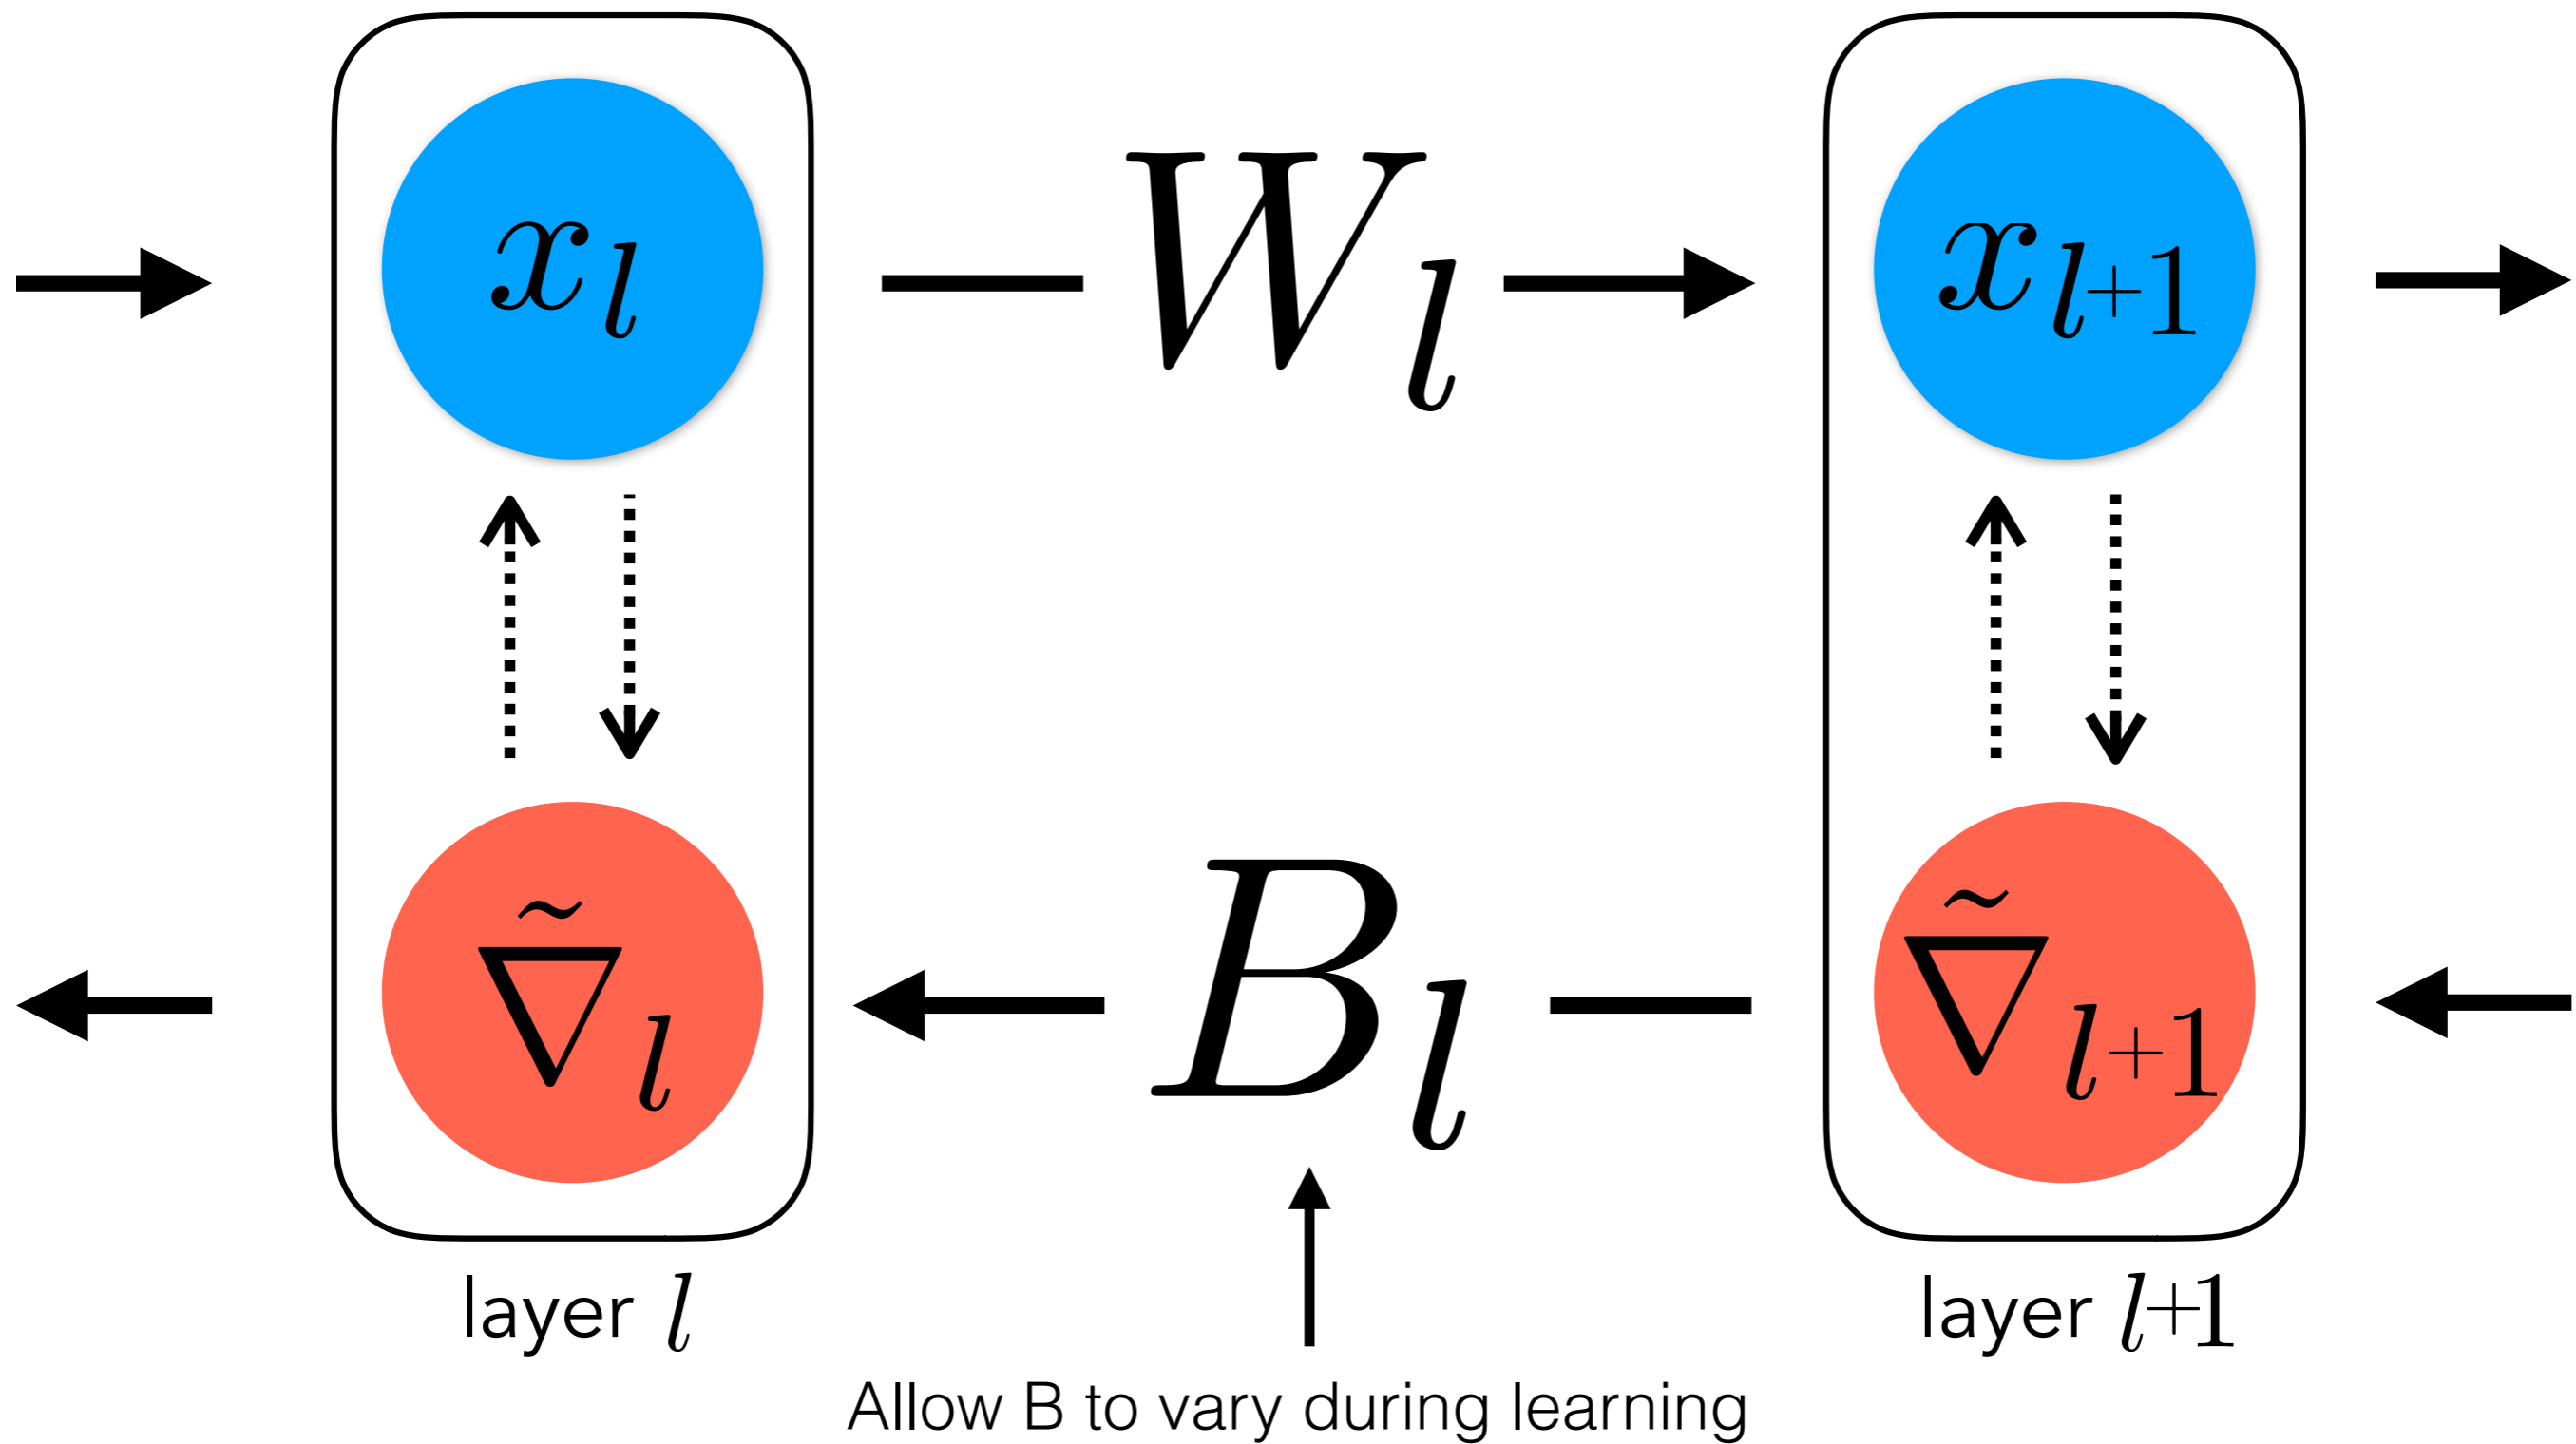 x_l W_l x_{l+1}
∇̃_l B_l ∇̃_{l+1}
layer l layer l+1
Allow B to vary during learning